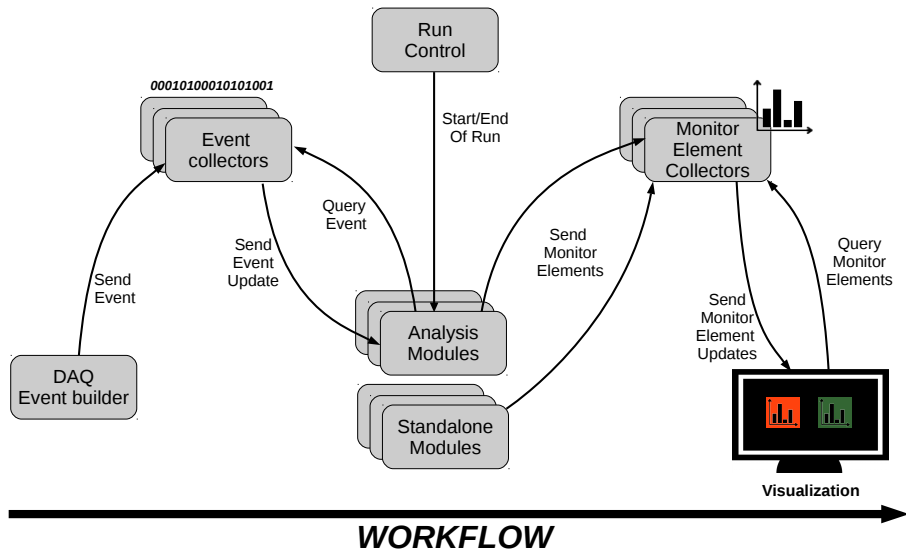 Run
Control
00010100010101001
Event
collectors
Start/End
Of Run
Monitor
Element
Collectors
Query
Event
Send
Event
Update
Send
Monitor
Elements
Query
Monitor
Elements
Send
Event
Send
Monitor
Element
Updates
Analysis
Modules
DAQ
Event builder
Standalone
Modules
Visualization
WORKFLOW